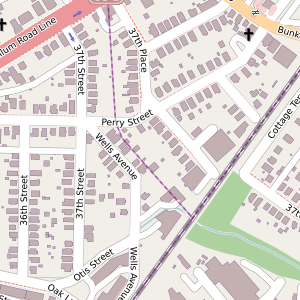 lum Road Line
37th Street
37th Place
Bunk
Perry Street
Wells Avenue
Cottage Te
36th Street
37th Street
37t
Otis Street
Wells Aven
Oak